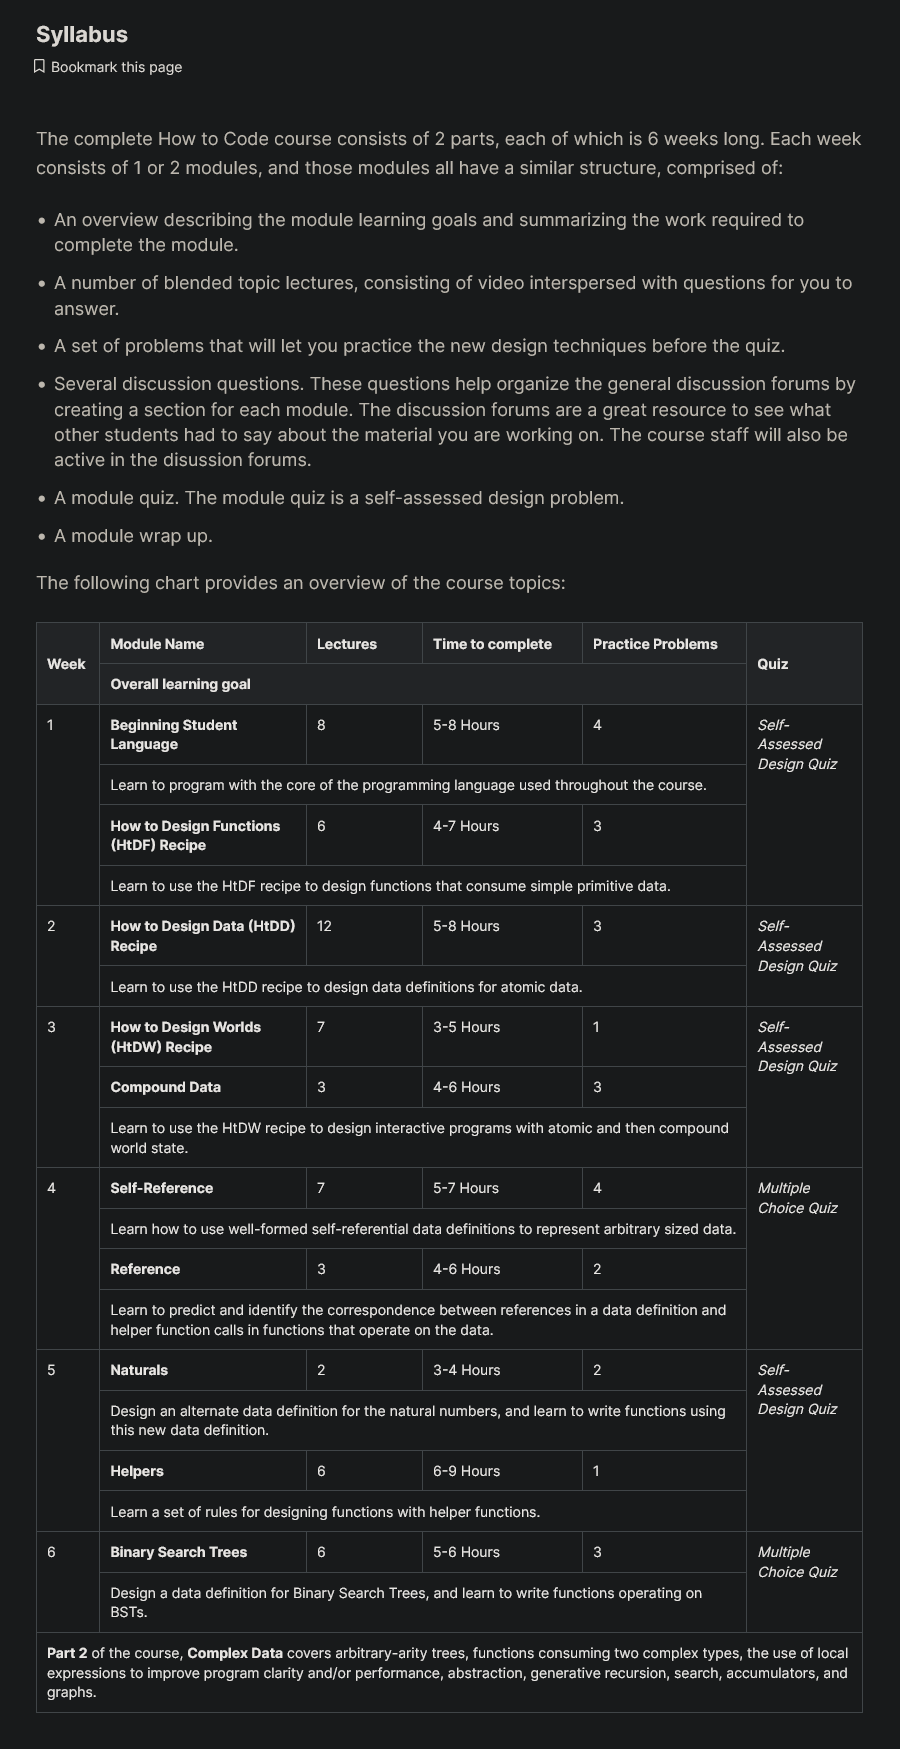 Syllabus
Bookmark this page
The complete How to Code course consists of 2 parts, each of which is 6 weeks long. Each week
consists of 1 or 2 modules, and those modules all have a similar structure, comprised of:
• An overview describing the module learning goals and summarizing the work required to
complete the module.
• A number of blended topic lectures, consisting of video interspersed with questions for you to
answer.
• A set of problems that will let you practice the new design techniques before the quiz.
• Several discussion questions. These questions help organize the general discussion forums by
creating a section for each module. The discussion forums are a great resource to see what
other students had to say about the material you are working on. The course staff will also be
active in the disussion forums.
• A module quiz. The module quiz is a self-assessed design problem.
• A module wrap up.
The following chart provides an overview of the course topics:
Week
Module Name
Lectures
Time to complete
Practice Problems
Quiz
Overall learning goal
1
Beginning Student
Language
8
5-8 Hours
4
Self-
Assessed
Design Quiz
Learn to program with the core of the programming language used throughout the course.
How to Design Functions
(HtDF) Recipe
6
4-7 Hours
3
Learn to use the HtDF recipe to design functions that consume simple primitive data.
2
How to Design Data (HtDD)
Recipe
12
5-8 Hours
3
Self-
Assessed
Design Quiz
Learn to use the HtDD recipe to design data definitions for atomic data.
3
How to Design Worlds
(HtDW) Recipe
7
3-5 Hours
1
Self-
Assessed
Design Quiz
Compound Data
3
4-6 Hours
3
Learn to use the HtDW recipe to design interactive programs with atomic and then compound
world state.
4
Self-Reference
7
5-7 Hours
4
Multiple
Choice Quiz
Learn how to use well-formed self-referential data definitions to represent arbitrary sized data.
Reference
3
4-6 Hours
2
Learn to predict and identify the correspondence between references in a data definition and
helper function calls in functions that operate on the data.
5
Naturals
2
3-4 Hours
2
Self-
Assessed
Design Quiz
Design an alternate data definition for the natural numbers, and learn to write functions using
this new data definition.
Helpers
6
6-9 Hours
1
Learn a set of rules for designing functions with helper functions.
6
Binary Search Trees
6
5-6 Hours
3
Multiple
Choice Quiz
Design a data definition for Binary Search Trees, and learn to write functions operating on
BSTs.
Part 2 of the course, Complex Data covers arbitrary-arity trees, functions consuming two complex types, the use of local
expressions to improve program clarity and/or performance, abstraction, generative recursion, search, accumulators, and
graphs.